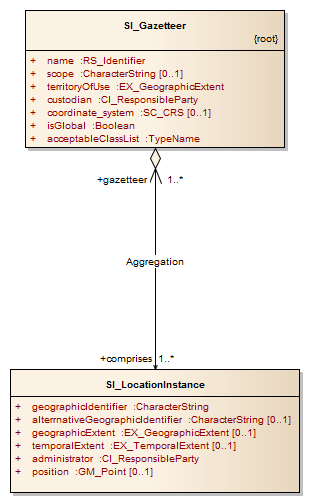 SI_Gazetteer
{root}
+ name :RS_Identifier
+ scope :CharacterString [0..1]
+ territoryOfUse :EX_GeographicExtent
+ custodian :CI_ResponsibleParty
+ coordinate_system :SC_CRS [0..1]
+ isGlobal :Boolean
+ acceptableClassList :TypeName
+gazetteer 1..*
Aggregation
+comprises 1..*
SI_LocationInstance
+ geographicIdentifier :CharacterString
+ alterrnativeGeographicIdentifier :CharacterString [0..1]
+ geographicExtent :EX_GeographicExtent [0..1]
+ temporalExtent :EX_TemporalExtent [0..1]
+ administrator :CI_ResponsibleParty
+ position :GM_Point [0..1]